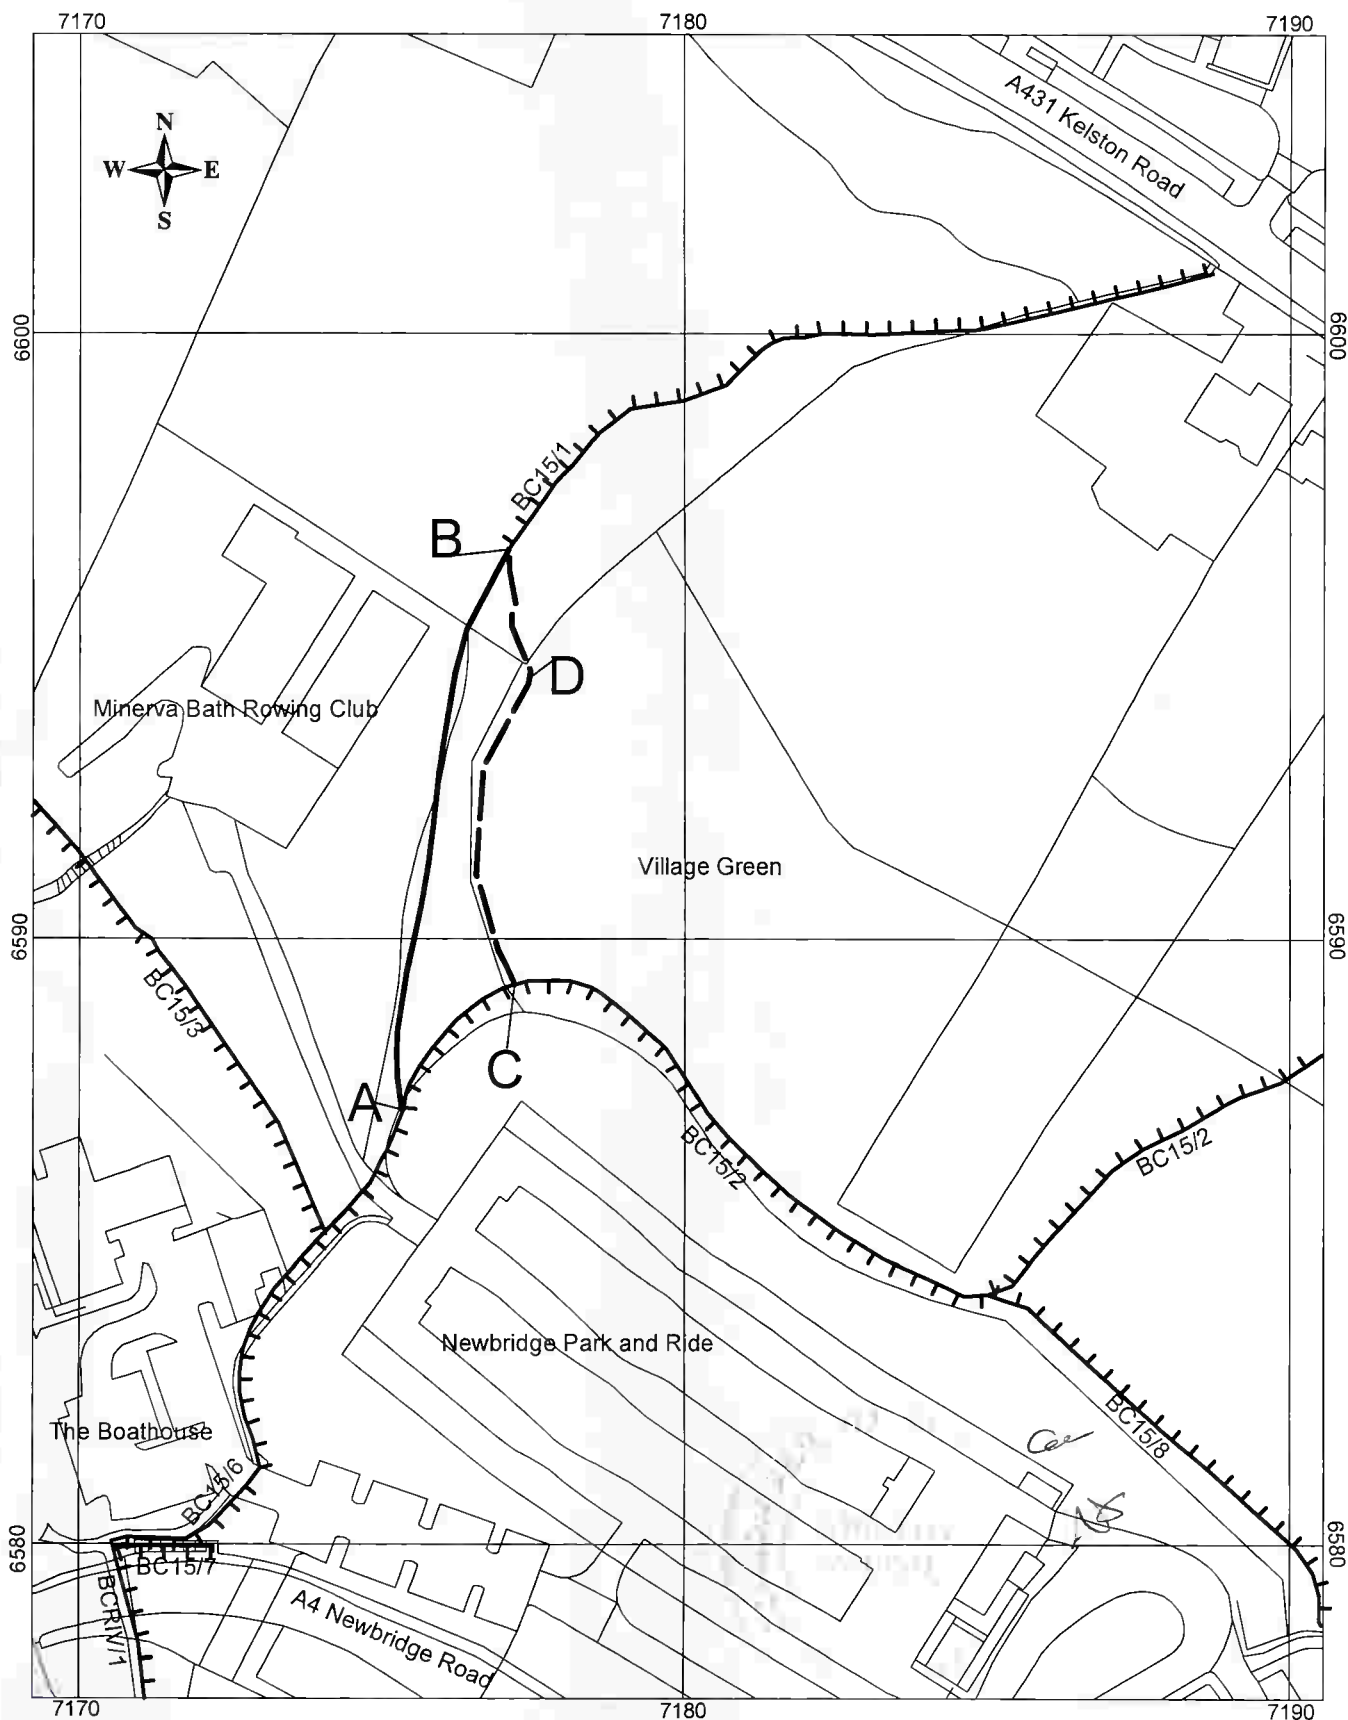 7170 7180 7190
A431 Kelston Road
N
W E
S
6600 6600
BC15/1
B
D
Minerva Bath Rowing Club
Village Green
6590 6590
BC15/3
C
A
BC15/2
BC15/2
Newbridge Park and Ride
The Boathouse
BC15/8
BC15/6
6580 6580
BC15/7
BCRIV/1
A4 Newbridge Road
7170 7180 7190